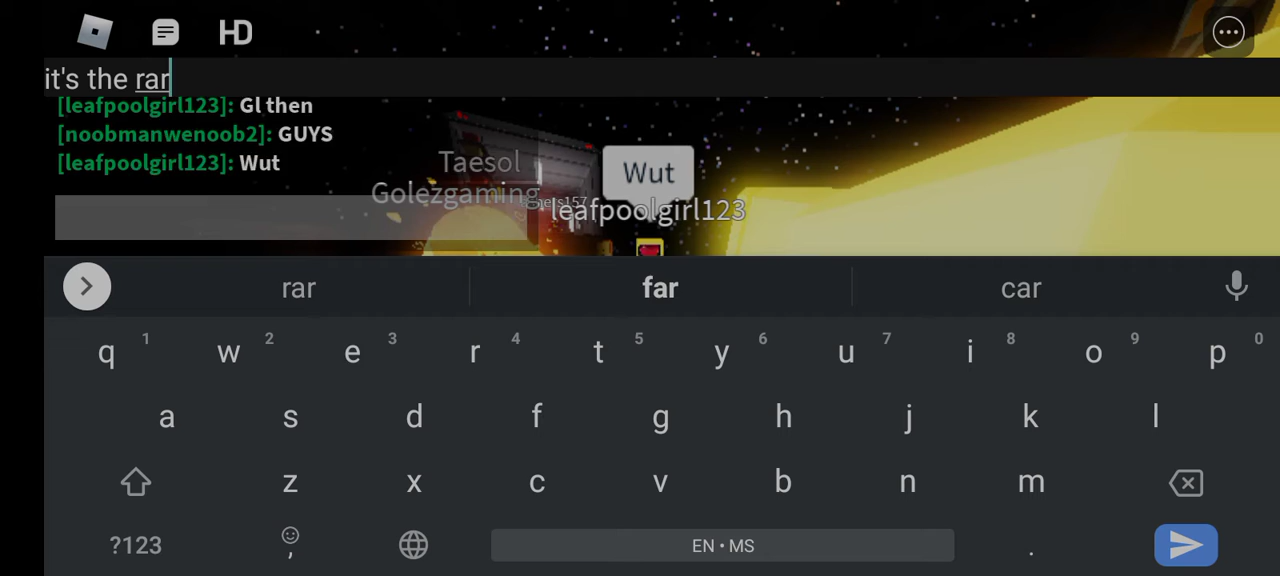 HD
it's the rar
[leafpoolgirl123]: Gl then
[noobmanwenoob2]: GUYS
[leafpoolgirl123]: Wut
Taesol
Golezgaming
Wut
leafpoolgirl123
rar far car
q 1 w 2 e 3 r 4 t 5 y 6 u 7 i 8 o 9 p 0
a s d f g h j k l
z x c v b n m
?123 , EN • MS .